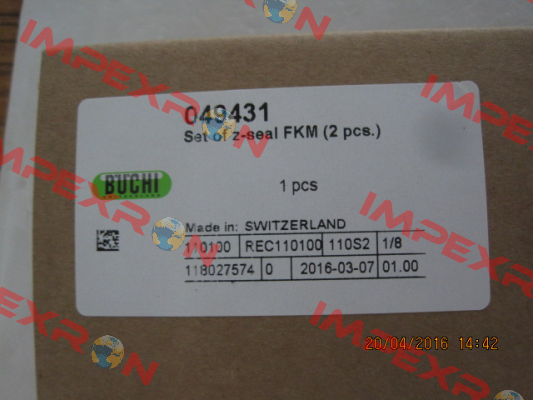 049431
Set of z-seal FKM (2 pcs.)
BÜCHI
1 pcs
Made in: SWITZERLAND
110100 REC110100 110S2 1/8
118027574 0 2016-03-07 01.00
20/04/2016 14:42
IMPEXRON
IMPEXRON
IMPEXRON
IMPEXRON
IMPEXRON
IMPEXRON